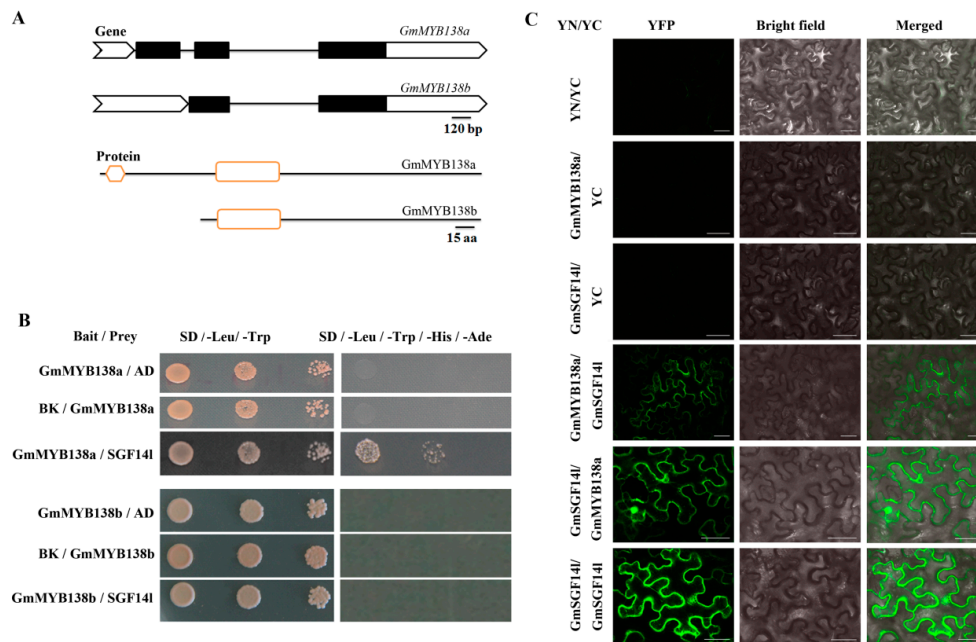 A
Gene
GmMYB138a
GmMYB138b
120 bp
Protein
GmMYB138a
GmMYB138b
15 aa
B
Bait / Prey
SD /-Leu/ -Trp
SD / -Leu / -Trp / -His / -Ade
GmMYB138a / AD
BK / GmMYB138a
GmMYB138a / SGF14l
GmMYB138b / AD
BK / GmMYB138b
GmMYB138b / SGF14l
C
YN/YC
YFP
Bright field
Merged
YN/YC
GmMYB138a/
YC
GmSGF14l/
YC
GmMYB138a/
GmSGF14l
GmSGF14l/
GmMYB138a
GmSGF14l/
GmSGF14l